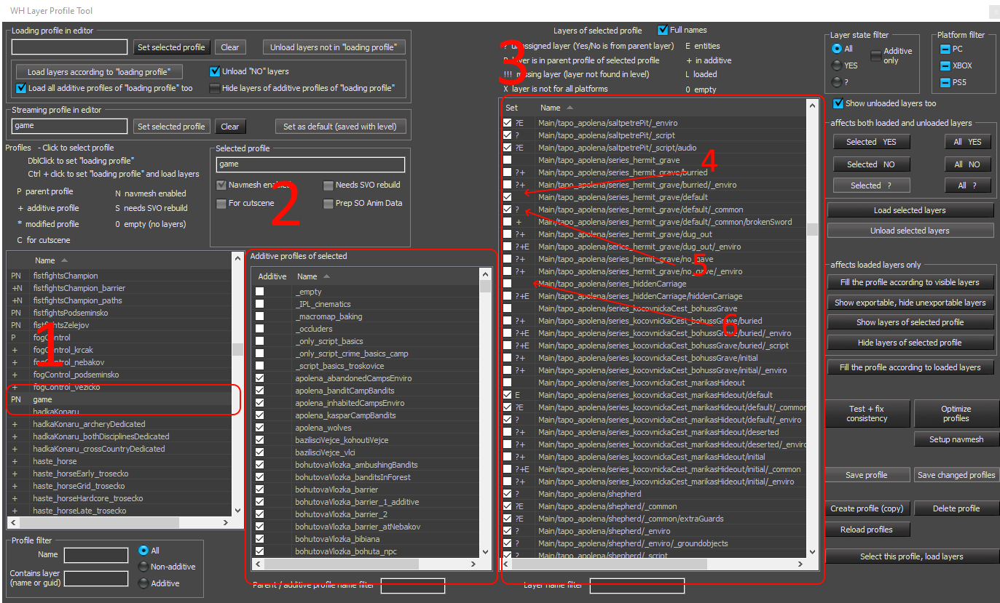 WH Layer Profile Tool
Loading profile in editor
Set selected profile
Clear
Unload layers not in "loading profile"
Load layers according to "loading profile"
Unload "NO" layers
Load all additive profiles of "loading profile" too
Hide layers of additive profiles of "loading profile"
Streaming profile in editor
game
Set selected profile
Clear
Set as default (saved with level)
Profiles - Click to select profile
DblClick to set "loading profile"
Ctrl + click to set "loading profile" and load layers
P parent profile
N navmesh enabled
+ additive profile
S needs SVO rebuild
* modified profile
0 empty (no layers)
C for cutscene
Selected profile
game
Navmesh enabled
Needs SVO rebuild
For cutscene
Prep SO Anim Data
2
Name
PN fistfightsChampion
+N fistfightsChampion_barrier
+N fistfightsChampion_paths
PN fistfightsPodseminsko
PN fistfightsZelejov
P fogControl
+ fogControl_krcak
+ fogControl_nebakov
+ fogControl_podseminsko
+ fogControl_vezicko
PN game
hadkaKonaru
+ hadkaKonaru_archeryDedicated
+ hadkaKonaru_bothDisciplinesDedicated
+ hadkaKonaru_crossCountryDedicated
+ haste_horse
+ haste_horseEarly_trosecko
+ haste_horseGrid_trosecko
+ haste_horseHardcore_trosecko
+ haste_horseLate_trosecko
1
Profile filter
Name
Contains layer
(name or guid)
All
Non-additive
Additive
Additive profiles of selected
Additive Name
_empty
_IPL_cinematics
_macromap_baking
_occluders
_only_script_basics
_only_script_crime_basics_camp
_script_basics_troskovice
apolena_abandonedCampsEnviro
apolena_banditCampBandits
apolena_inhabitedCampsEnviro
apolena_kasparCampBandits
apolena_wolves
bazilisciVejce_kohoutiVejce
bazilisciVejce_vlci
bohutovaVlozka_ambushingBandits
bohutovaVlozka_banditsInForest
bohutovaVlozka_barrier
bohutovaVlozka_barrier_1_additive
bohutovaVlozka_barrier_2
bohutovaVlozka_barrier_atNebakov
bohutovaVlozka_bibiana
bohutovaVlozka_bohuta_npc
Parent / additive profile name filter
Layers of selected profile
Full names
? unassigned layer (Yes/No is from parent layer)
E entities
layer is in parent profile of selected profile
+ in additive
!!! missing layer (layer not found in level)
L loaded
X layer is not for all platforms
0 empty
3
Set Name
?E Main/tapo_apolena/saltpetrePit/_enviro
? Main/tapo_apolena/saltpetrePit/_script
?E Main/tapo_apolena/saltpetrePit/_script/audio
Main/tapo_apolena/series_hermit_grave
?+ Main/tapo_apolena/series_hermit_grave/burried
?+ Main/tapo_apolena/series_hermit_grave/burried/_enviro
Main/tapo_apolena/series_hermit_grave/default
? Main/tapo_apolena/series_hermit_grave/default/_common
+ Main/tapo_apolena/series_hermit_grave/default/_common/brokenSword
?+ Main/tapo_apolena/series_hermit_grave/dug_out
?+E Main/tapo_apolena/series_hermit_grave/dug_out/_enviro
?+ Main/tapo_apolena/series_hermit_grave/no_gave
?+ Main/tapo_apolena/series_hermit_grave/no_gave/_enviro
Main/tapo_apolena/series_hiddenCarriage
?+E Main/tapo_apolena/series_hiddenCarriage/hiddenCarriage
Main/tapo_apolena/series_kocovnickaCest_bohussGrave
?+ Main/tapo_apolena/series_kocovnickaCest_bohussGrave/buried
?+E Main/tapo_apolena/series_kocovnickaCest_bohussGrave/buried/_enviro
?+E Main/tapo_apolena/series_kocovnickaCest_bohussGrave/buried/_script
?+ Main/tapo_apolena/series_kocovnickaCest_bohussGrave/initial
?+ Main/tapo_apolena/series_kocovnickaCest_bohussGrave/initial/_enviro
Main/tapo_apolena/series_kocovnickaCest_marikasHideout
E Main/tapo_apolena/series_kocovnickaCest_marikasHideout/default
?E Main/tapo_apolena/series_kocovnickaCest_marikasHideout/default/_common
? Main/tapo_apolena/series_kocovnickaCest_marikasHideout/default/_enviro
?+ Main/tapo_apolena/series_kocovnickaCest_marikasHideout/deserted
?+ Main/tapo_apolena/series_kocovnickaCest_marikasHideout/deserted/_enviro
?+ Main/tapo_apolena/series_kocovnickaCest_marikasHideout/initial
?+E Main/tapo_apolena/series_kocovnickaCest_marikasHideout/initial/_common
?+ Main/tapo_apolena/series_kocovnickaCest_marikasHideout/initial/_enviro
? Main/tapo_apolena/shepherd
?E Main/tapo_apolena/shepherd/_common
?E Main/tapo_apolena/shepherd/_common/extraGuards
? Main/tapo_apolena/shepherd/_enviro
? Main/tapo_apolena/shepherd/_enviro/_groundobjects
? Main/tapo_apolena/shepherd/_script
4
5
6
Layer name filter
Layer state filter
All
YES
?
Additive
only
Platform filter
PC
XBOX
PS5
Show unloaded layers too
affects both loaded and unloaded layers
Selected YES
All YES
Selected NO
All NO
Selected ?
All ?
Load selected layers
Unload selected layers
affects loaded layers only
Fill the profile according to visible layers
Show exportable, hide unexportable layers
Show layers of selected profile
Hide layers of selected profile
Fill the profile according to loaded layers
Test + fix
consistency
Optimize
profiles
Setup navmesh
Save profile
Save changed profiles
Create profile (copy)
Delete profile
Reload profiles
Select this profile, load layers